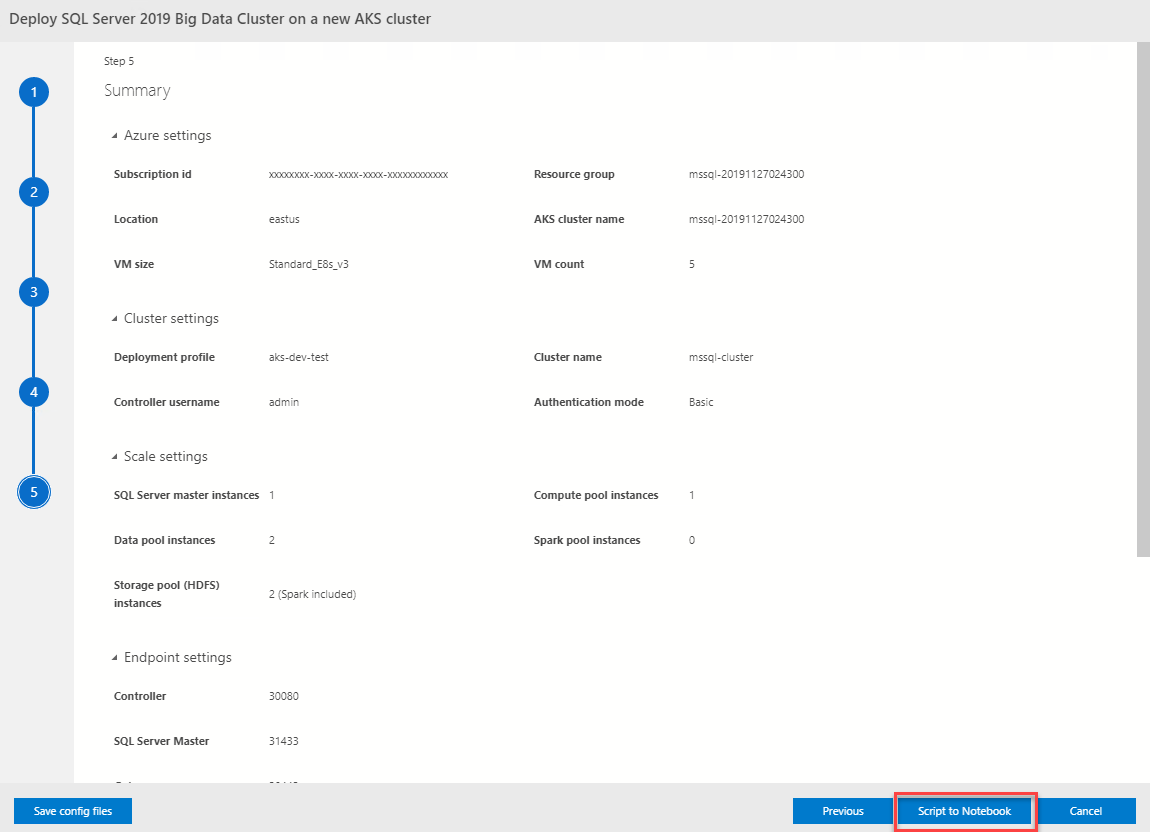 Deploy SQL Server 2019 Big Data Cluster on a new AKS cluster
1
2
3
4
5
Step 5
Summary
Azure settings
Subscription id xxxxxxxx-xxxx-xxxx-xxxx-xxxxxxxxxxxx Resource group mssql-20191127024300
Location eastus AKS cluster name mssql-20191127024300
VM size Standard_E8s_v3 VM count 5
Cluster settings
Deployment profile aks-dev-test Cluster name mssql-cluster
Controller username admin Authentication mode Basic
Scale settings
SQL Server master instances 1 Compute pool instances 1
Data pool instances 2 Spark pool instances 0
Storage pool (HDFS)
instances 2 (Spark included)
Endpoint settings
Controller 30080
SQL Server Master 31433
Save config files Previous Script to Notebook Cancel